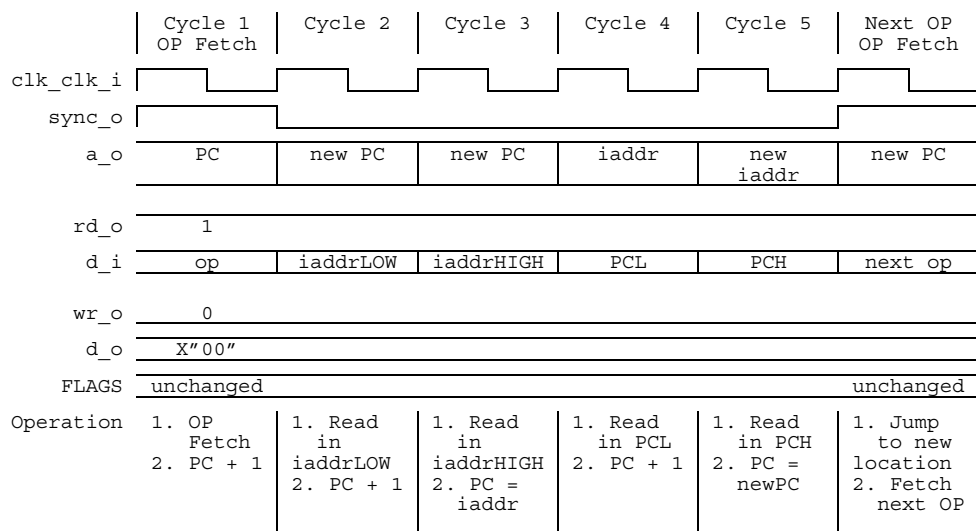 Cycle 1 Cycle 2 Cycle 3 Cycle 4 Cycle 5 Next OP
OP Fetch OP Fetch
clk_clk_i
sync_o
a_o PC new PC new PC iaddr new new PC
iaddr
rd_o 1
d_i op iaddrLOW iaddrHIGH PCL PCH next op
wr_o 0
d_o X"00"
FLAGS unchanged unchanged
Operation 1. OP 1. Read 1. Read 1. Read 1. Read 1. Jump
Fetch in in in PCL in PCH to new
2. PC + 1 iaddrLOW iaddrHIGH 2. PC + 1 2. PC = location
2. PC + 1 2. PC = newPC 2. Fetch
iaddr next OP